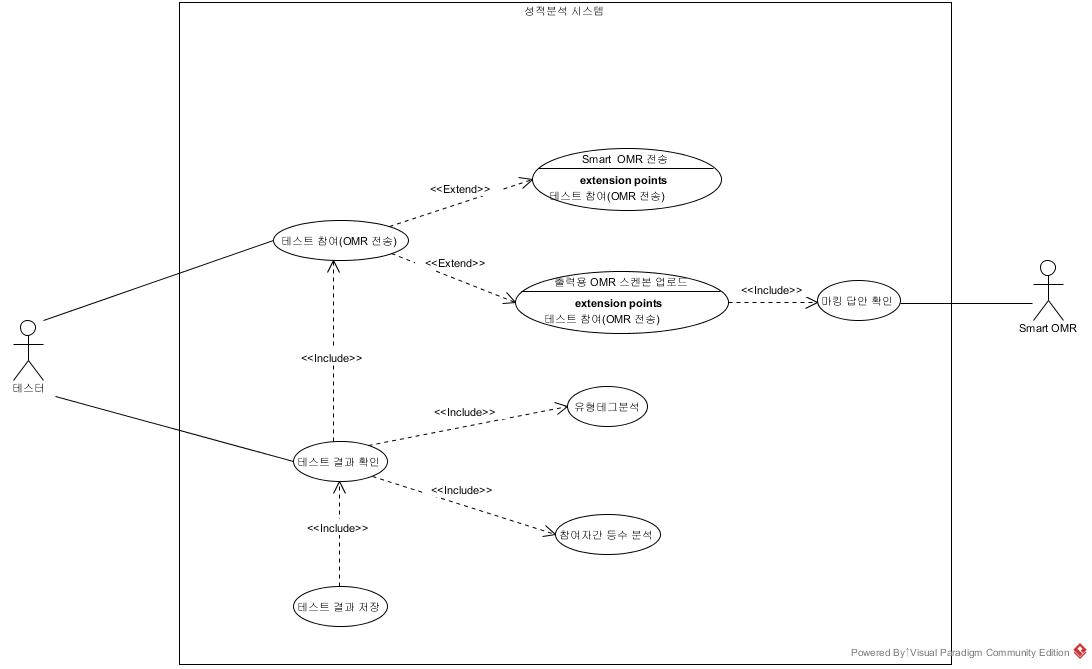 성적분석 시스템
Smart OMR 전송
extension points
테스트 참여(OMR 전송)
<<Extend>>
테스트 참여(OMR 전송)
<<Extend>>
출력용 OMR 스켄본 업로드
extension points
테스트 참여(OMR 전송)
<<Include>>
마킹 답안 확인
Smart OMR
테스터
<<Include>>
<<Include>>
유형테그분석
테스트 결과 확인
<<Include>>
참여자간 등수 분석
<<Include>>
테스트 결과 저장
Powered By Visual Paradigm Community Edition